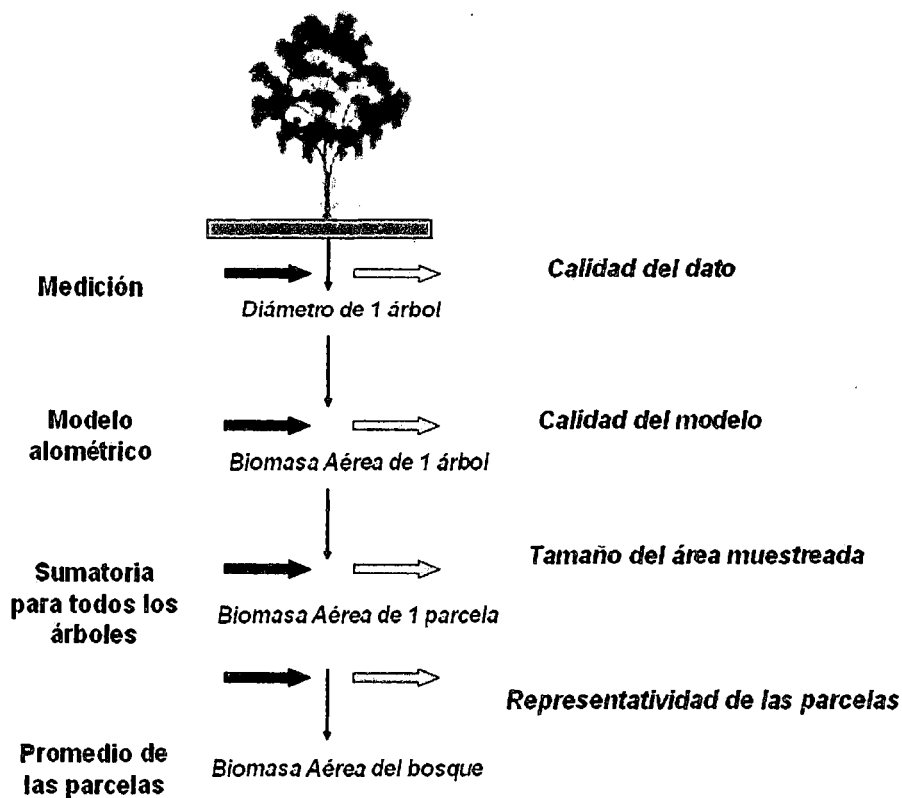 Medición
Calidad del dato
Diámetro de 1 árbol
Modelo
alométrico
Calidad del modelo
Biomasa Aérea de 1 árbol
Sumatoria
para todos los
árboles
Tamaño del área muestreada
Biomasa Aérea de 1 parcela
Representatividad de las parcelas
Promedio de
las parcelas
Biomasa Aérea del bosque